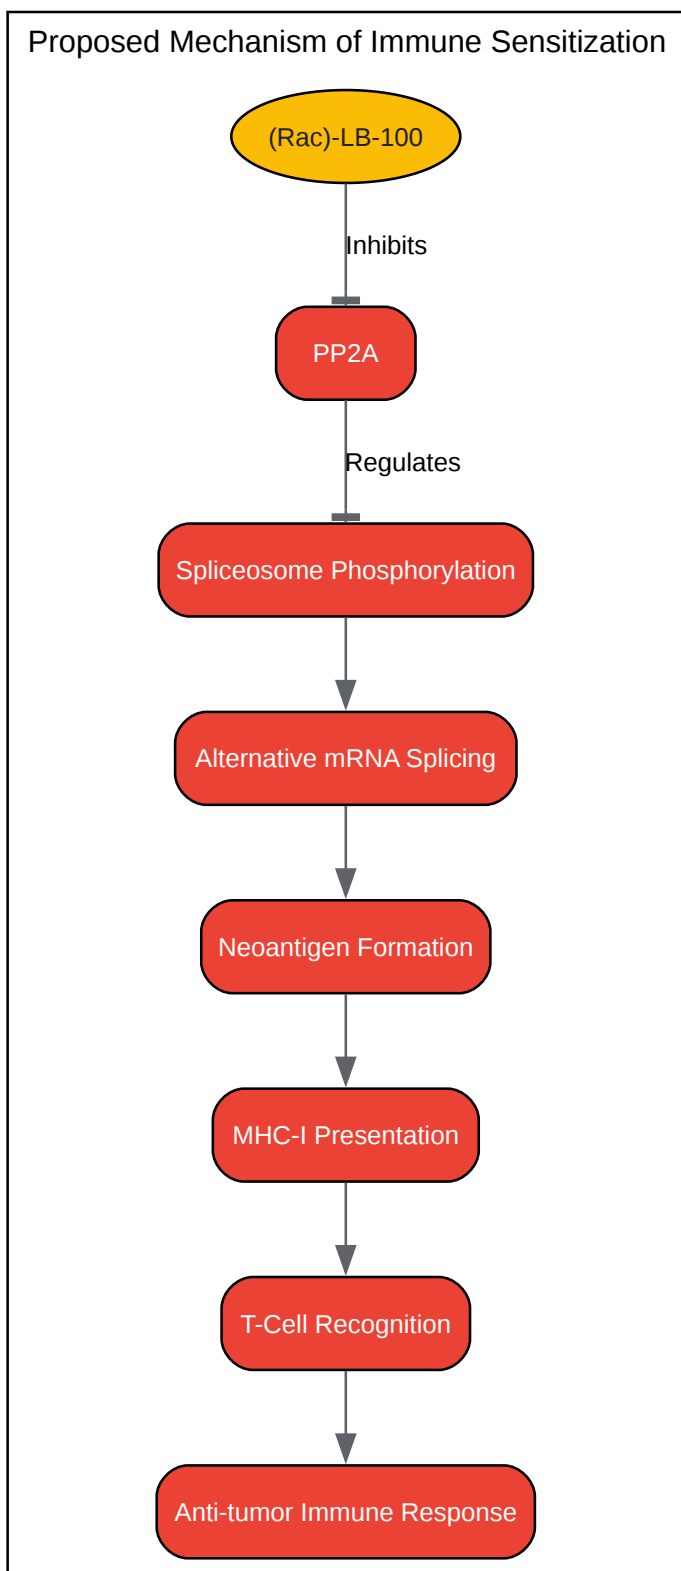 Proposed Mechanism of Immune Sensitization
(Rac)-LB-100
Inhibits
PP2A
Regulates
Spliceosome Phosphorylation
Alternative mRNA Splicing
Neoantigen Formation
MHC-I Presentation
T-Cell Recognition
Anti-tumor Immune Response